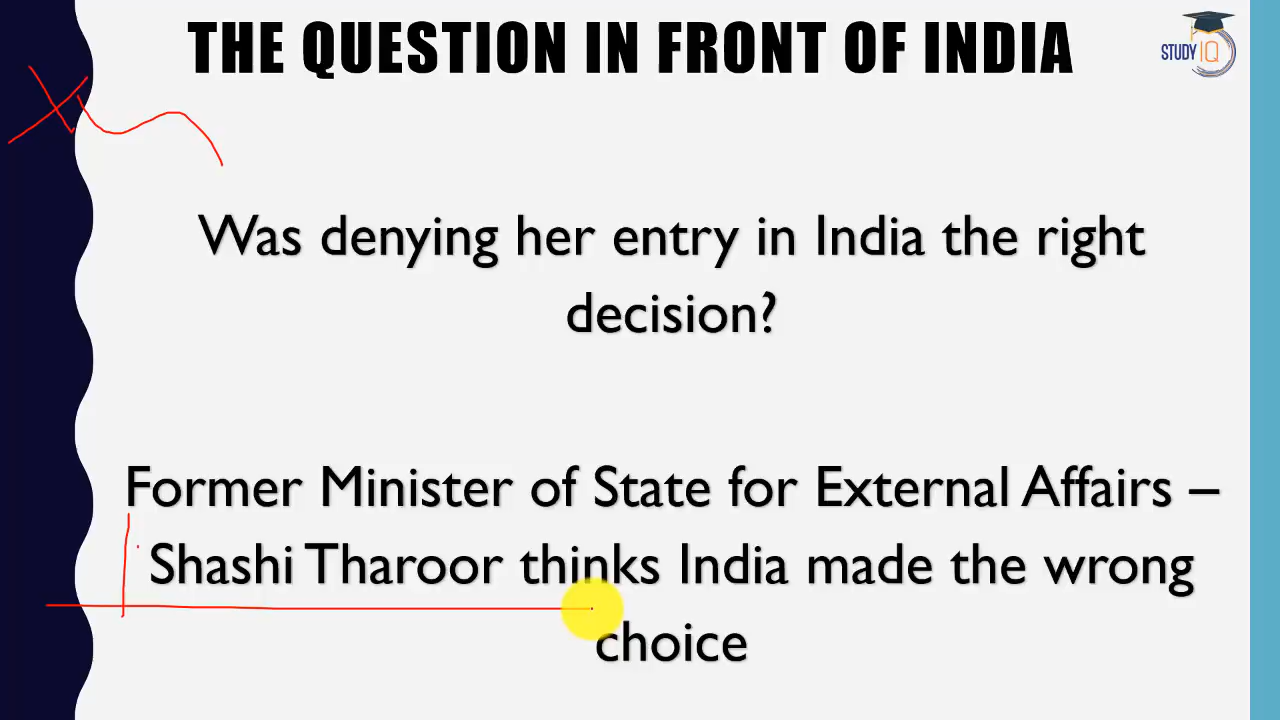 THE QUESTION IN FRONT OF INDIA
STUDY IQ
Was denying her entry in India the right
decision?
Former Minister of State for External Affairs –
Shashi Tharoor thinks India made the wrong
choice